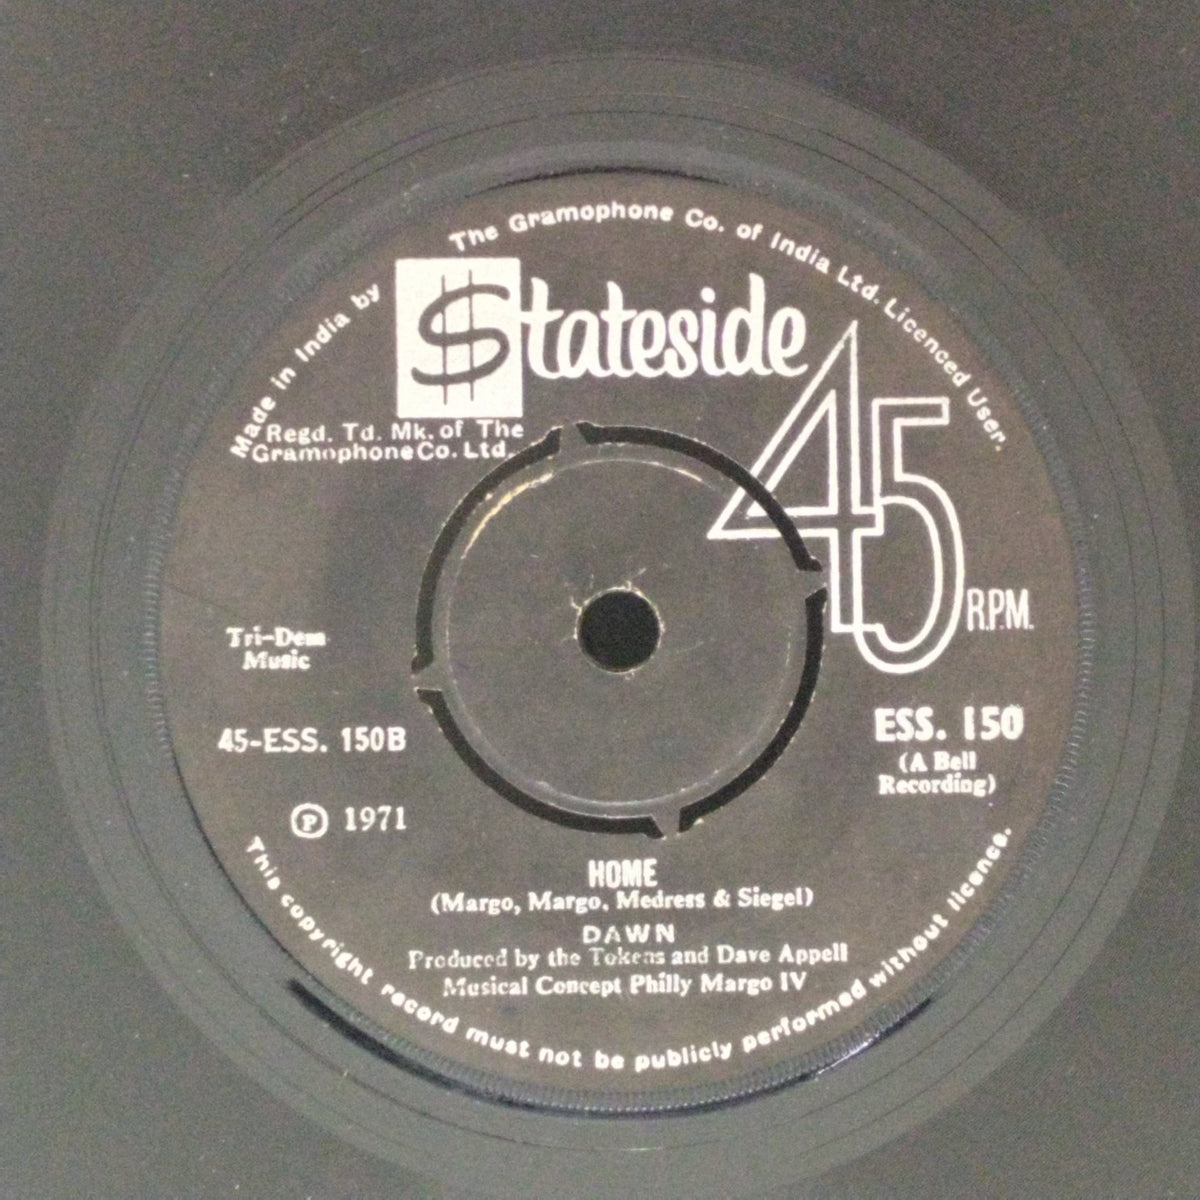 Made in India by The Gramophone Co. of India Ltd. Licenced User.
Stateside
Regd. Td. Mk. of The
Gramophone Co. Ltd.
45
R.P.M.
Tri-Dem
Music
45-ESS. 150B
ESS. 150
(A Bell
Recording)
Ⓟ 1971
HOME
(Margo, Margo, Medress & Siegel)
DAWN
Produced by the Tokens and Dave Appell
Musical Concept Philly Margo IV
This copyright record must not be publicly performed without licence.